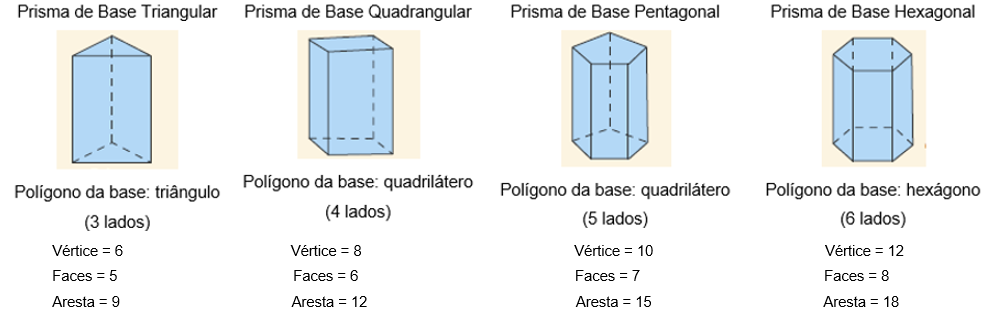 Prisma de Base Triangular
Polígono da base: triângulo
(3 lados)
Vértice = 6
Faces = 5
Aresta = 9
Prisma de Base Quadrangular
Polígono da base: quadrilátero
(4 lados)
Vértice = 8
Faces = 6
Aresta = 12
Prisma de Base Pentagonal
Polígono da base: quadrilátero
(5 lados)
Vértice = 10
Faces = 7
Aresta = 15
Prisma de Base Hexagonal
Polígono da base: hexágono
(6 lados)
Vértice = 12
Faces = 8
Aresta = 18